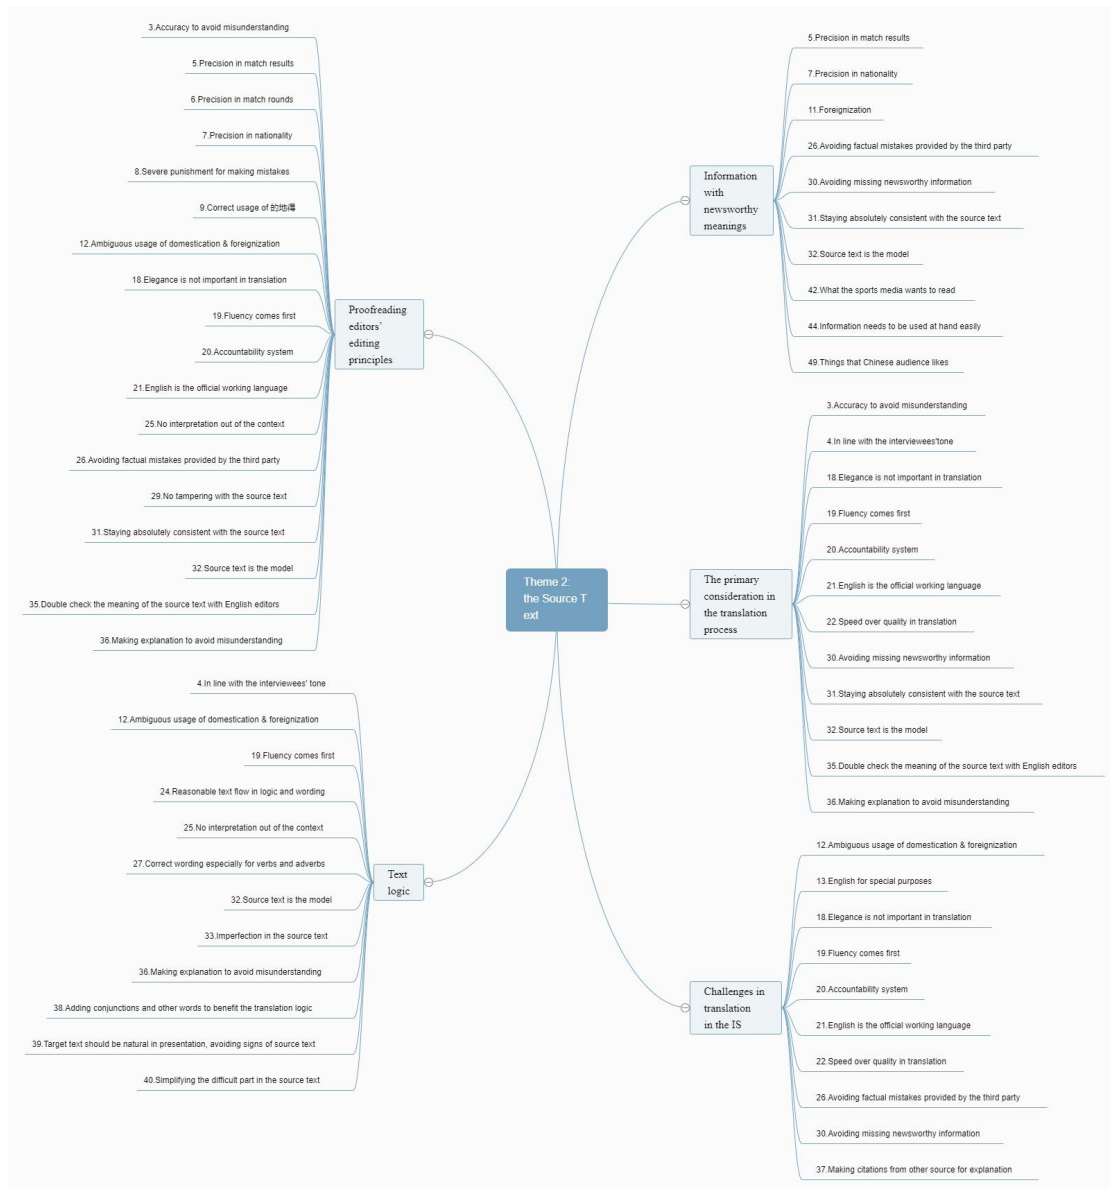 Theme 2:
the Source T
ext
Proofreading
editors'
editing
principles
3.Accuracy to avoid misunderstanding
5.Precision in match results
6.Precision in match rounds
7.Precision in nationality
8.Severe punishment for making mistakes
9.Correct usage of 的地得
12.Ambiguous usage of domestication & foreignization
18.Elegance is not important in translation
19.Fluency comes first
20.Accountability system
21.English is the official working language
25.No interpretation out of the context
26.Avoiding factual mistakes provided by the third party
29.No tampering with the source text
31.Staying absolutely consistent with the source text
32.Source text is the model
35.Double check the meaning of the source text with English editors
36.Making explanation to avoid misunderstanding
Text
logic
4.In line with the interviewees' tone
12.Ambiguous usage of domestication & foreignization
19.Fluency comes first
24.Reasonable text flow in logic and wording
25.No interpretation out of the context
27.Correct wording especially for verbs and adverbs
32.Source text is the model
33.Imperfection in the source text
36.Making explanation to avoid misunderstanding
38.Adding conjunctions and other words to benefit the translation logic
39.Target text should be natural in presentation, avoiding signs of source text
40.Simplifying the difficult part in the source text
Information
with
newsworthy
meanings
5.Precision in match results
7.Precision in nationality
11.Foreignization
26.Avoiding factual mistakes provided by the third party
30.Avoiding missing newsworthy information
31.Staying absolutely consistent with the source text
32.Source text is the model
42.What the sports media wants to read
44.Information needs to be used at hand easily
49.Things that Chinese audience likes
The primary
consideration in
the translation
process
3.Accuracy to avoid misunderstanding
4.In line with the interviewees'tone
18.Elegance is not important in translation
19.Fluency comes first
20.Accountability system
21.English is the official working language
22.Speed over quality in translation
30.Avoiding missing newsworthy information
31.Staying absolutely consistent with the source text
32.Source text is the model
35.Double check the meaning of the source text with English editors
36.Making explanation to avoid misunderstanding
Challenges in
translation
in the IS
12.Ambiguous usage of domestication & foreignization
13.English for special purposes
18.Elegance is not important in translation
19.Fluency comes first
20.Accountability system
21.English is the official working language
22.Speed over quality in translation
26.Avoiding factual mistakes provided by the third party
30.Avoiding missing newsworthy information
37.Making citations from other source for explanation